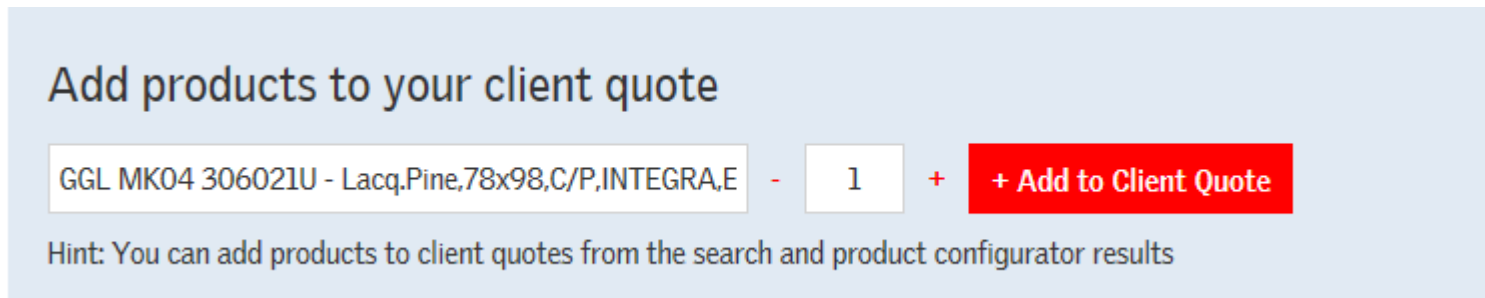 Add products to your client quote
GGL MK04 306021U - Lacq.Pine,78x98,C/P,INTEGRA,E - 1 + + Add to Client Quote
Hint: You can add products to client quotes from the search and product configurator results